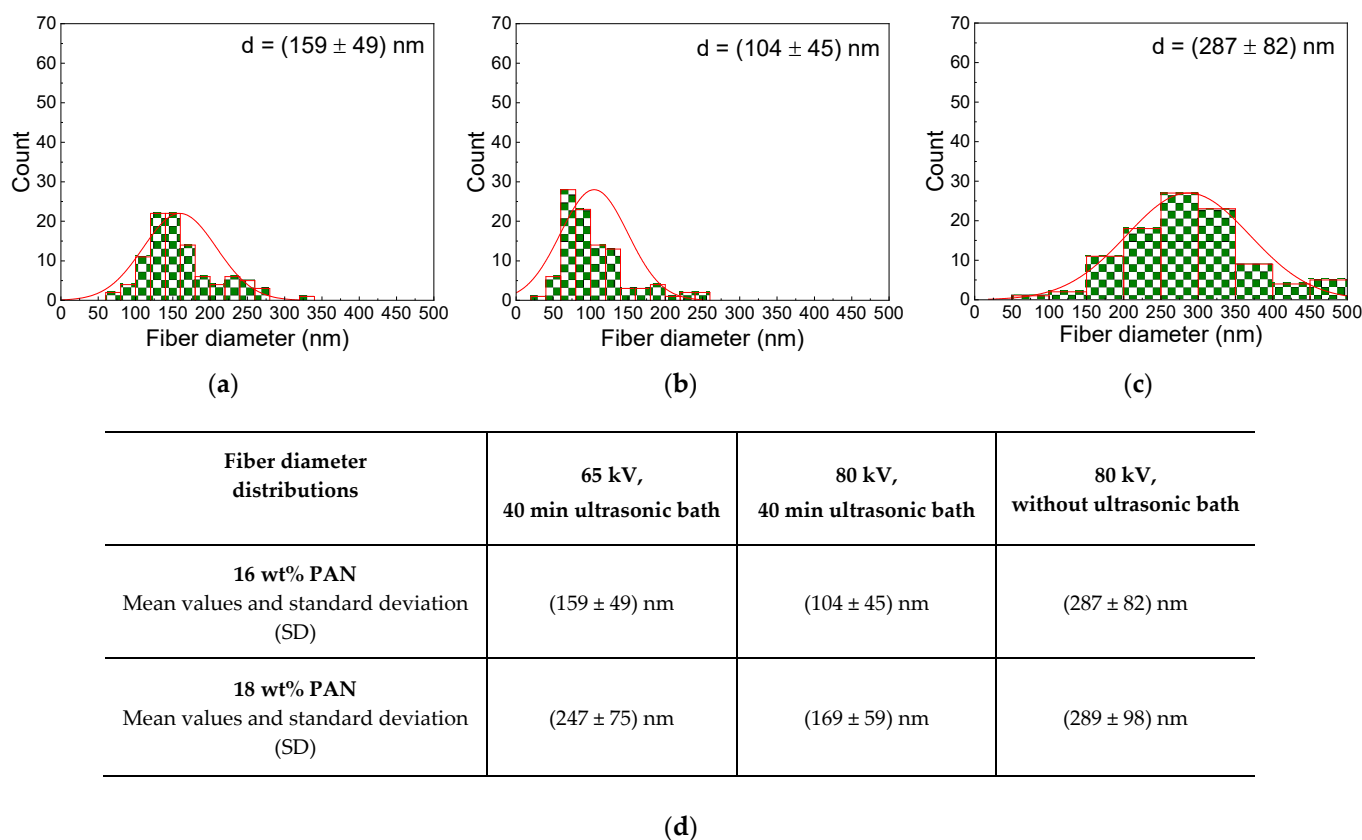 70
60
50
40
30
20
10
0
Count
d = (159 ± 49) nm
0 50 100 150 200 250 300 350 400 450 500
Fiber diameter (nm)
(a)
70
60
50
40
30
20
10
0
Count
d = (104 ± 45) nm
0 50 100 150 200 250 300 350 400 450 500
Fiber diameter (nm)
(b)
70
60
50
40
30
20
10
0
Count
d = (287 ± 82) nm
0 50 100 150 200 250 300 350 400 450 500
Fiber diameter (nm)
(c)
Fiber diameter
distributions
65 kV,
40 min ultrasonic bath
80 kV,
40 min ultrasonic bath
80 kV,
without ultrasonic bath
16 wt% PAN
Mean values and standard deviation
(SD)
(159 ± 49) nm
(104 ± 45) nm
(287 ± 82) nm
18 wt% PAN
Mean values and standard deviation
(SD)
(247 ± 75) nm
(169 ± 59) nm
(289 ± 98) nm
(d)